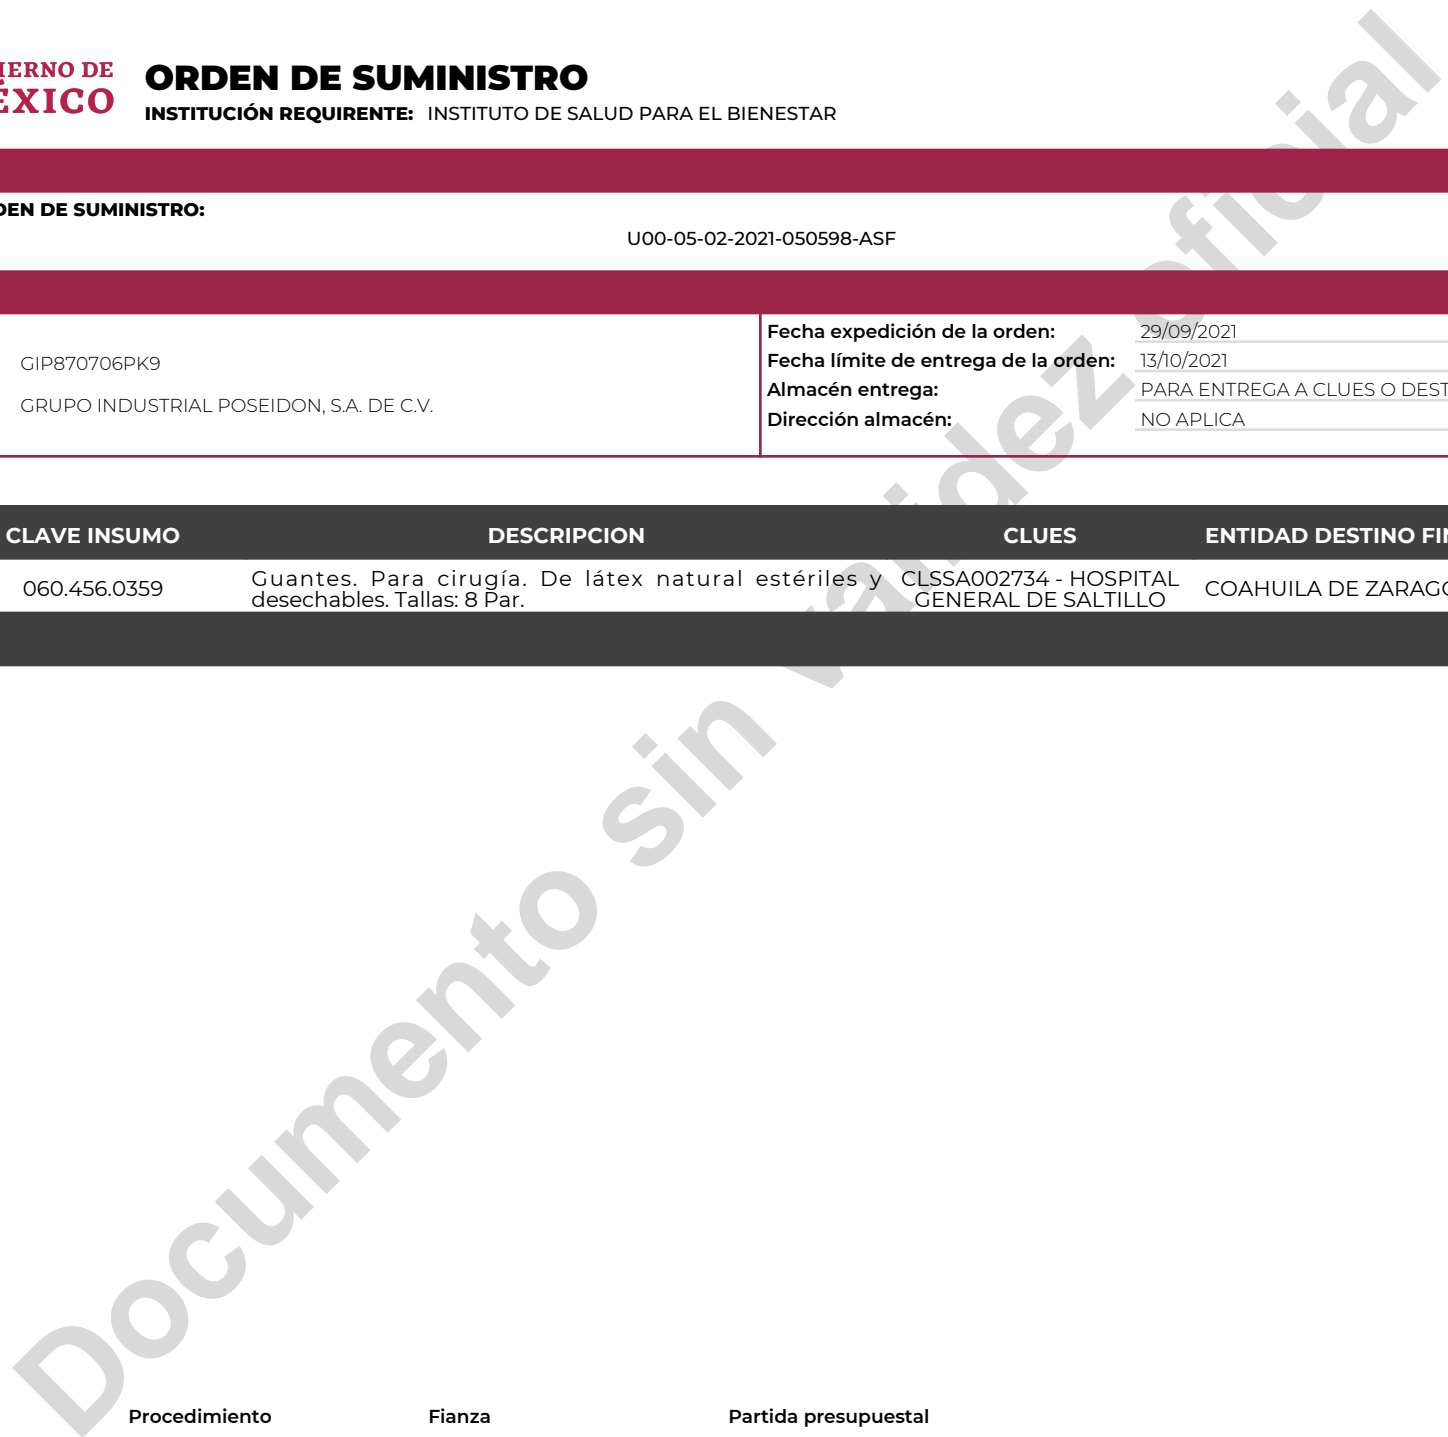 IERNO DE
ÉXICO
ORDEN DE SUMINISTRO
INSTITUCIÓN REQUIRENTE: INSTITUTO DE SALUD PARA EL BIENESTAR
DEN DE SUMINISTRO:
U00-05-02-2021-050598-ASF
GIP870706PK9
GRUPO INDUSTRIAL POSEIDON, S.A. DE C.V.
Fecha expedición de la orden: 29/09/2021
Fecha límite de entrega de la orden: 13/10/2021
Almacén entrega: PARA ENTREGA A CLUES O DEST
Dirección almacén: NO APLICA
CLAVE INSUMO DESCRIPCION CLUES ENTIDAD DESTINO FIN
060.456.0359 Guantes. Para cirugía. De látex natural estériles y desechables. Tallas: 8 Par. CLSSA002734 - HOSPITAL GENERAL DE SALTILLO COAHUILA DE ZARAGO
Documento sin validez oficial
Procedimiento Fianza Partida presupuestal